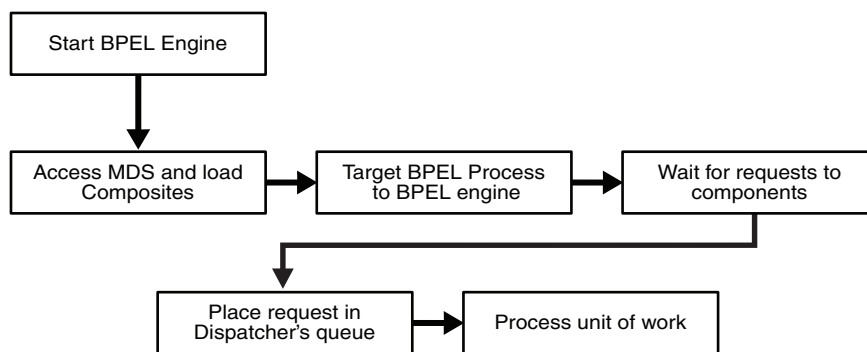 Start BPEL Engine
Access MDS and load
Composites
Target BPEL Process
to BPEL engine
Wait for requests to
components
Place request in
Dispatcher’s queue
Process unit of work